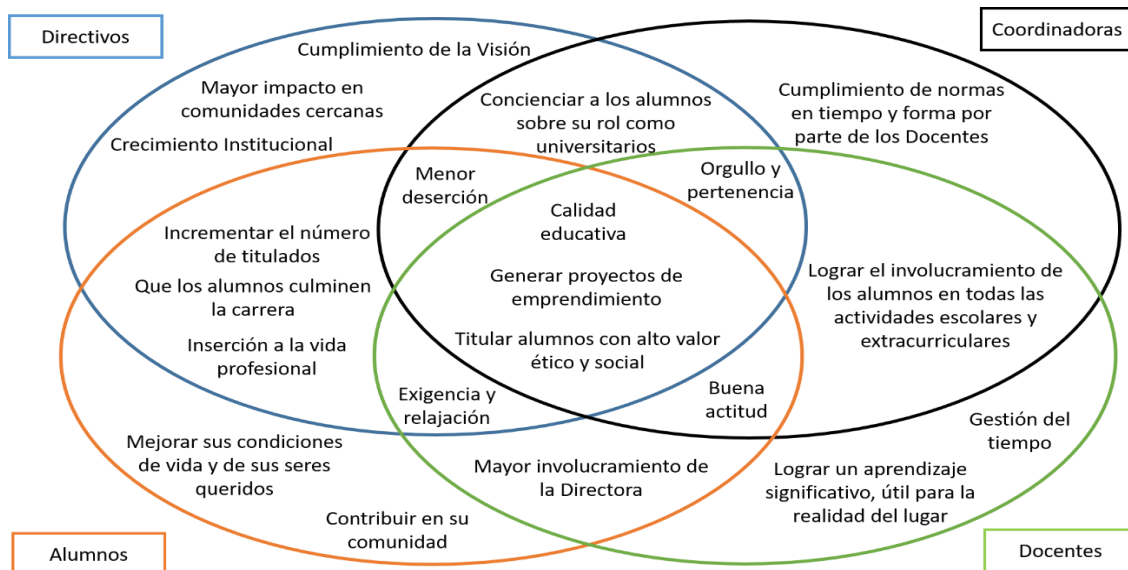 Directivos
Coordinadoras
Cumplimiento de la Visión
Mayor impacto en
comunidades cercanas
Crecimiento Institucional
Concienciar a los alumnos
sobre su rol como
universitarios
Cumplimiento de normas
en tiempo y forma por
parte de los Docentes
Menor
deserción
Orgullo y
pertenencia
Calidad
educativa
Incrementar el número
de titulados
Que los alumnos culminen
la carrera
Inserción a la vida
profesional
Generar proyectos de
emprendimiento
Titular alumnos con alto valor
ético y social
Lograr el involucramiento de
los alumnos en todas las
actividades escolares y
extracurriculares
Exigencia y
relajación
Buena
actitud
Gestión del
tiempo
Mejorar sus condiciones
de vida y de sus seres
queridos
Mayor involucramiento de
la Directora
Lograr un aprendizaje
significativo, útil para la
realidad del lugar
Contribuir en su
comunidad
Alumnos
Docentes